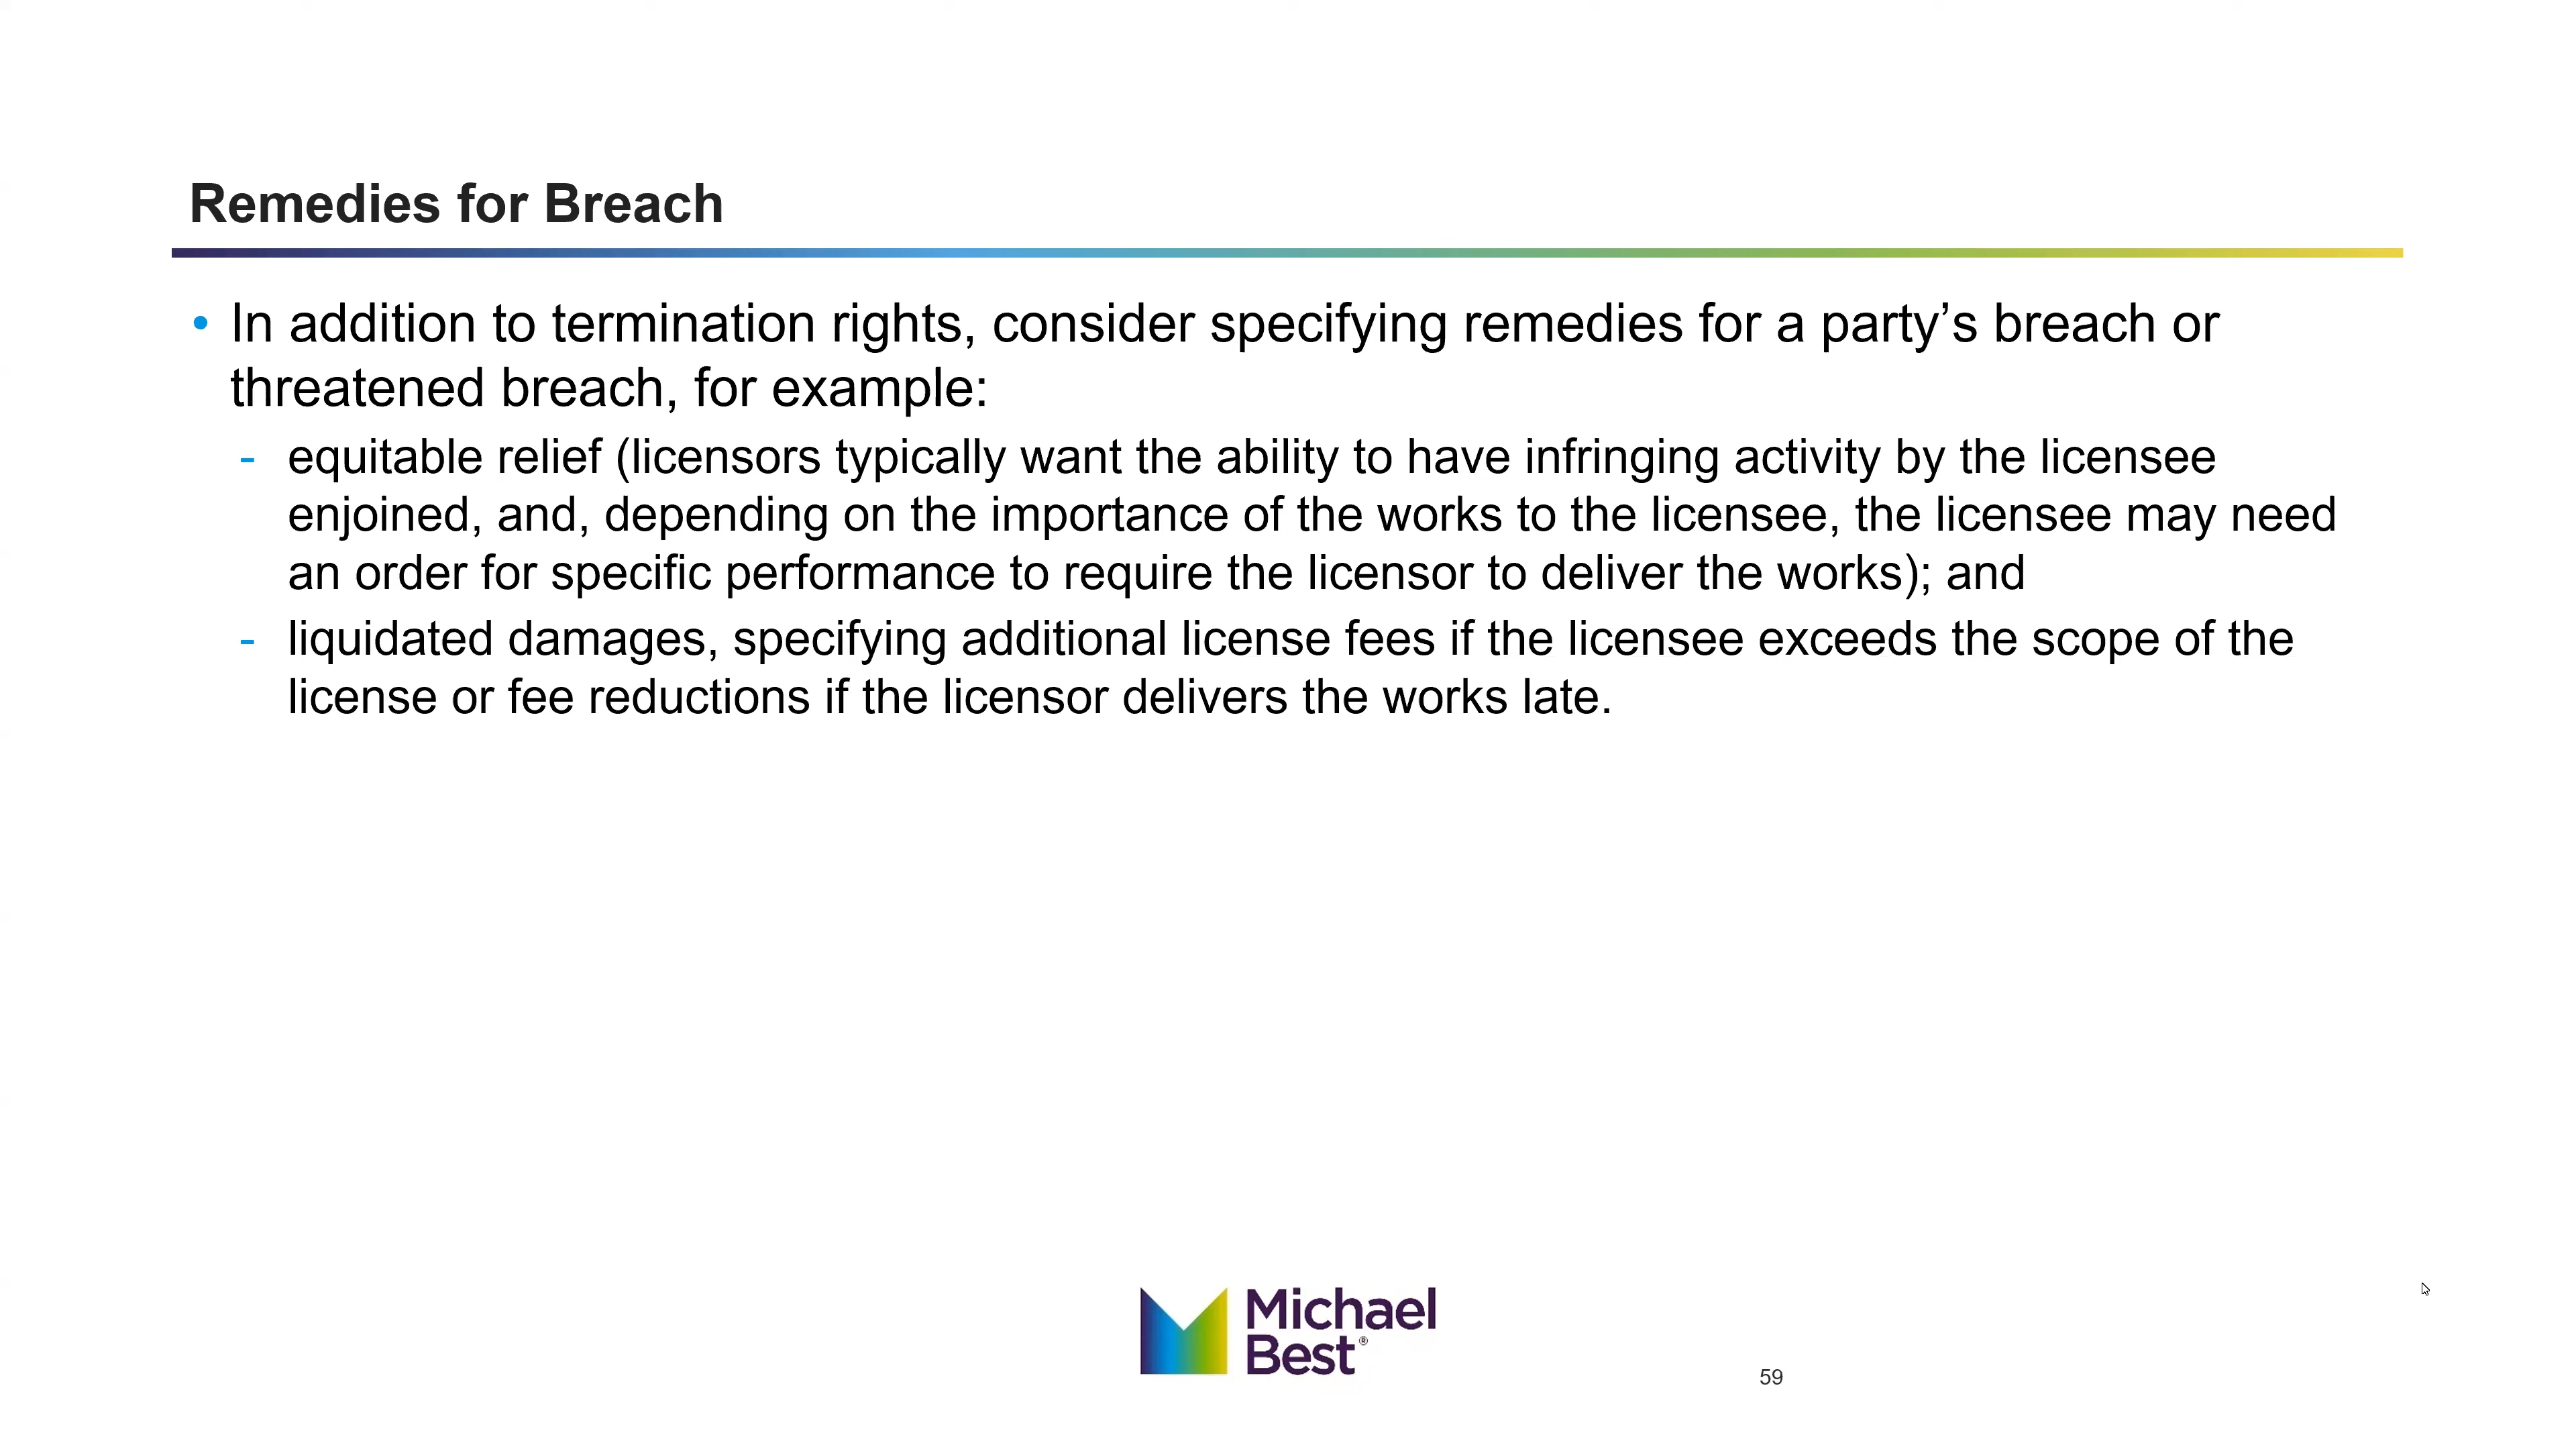 Remedies for Breach
• In addition to termination rights, consider specifying remedies for a party’s breach or
threatened breach, for example:
- equitable relief (licensors typically want the ability to have infringing activity by the licensee
enjoined, and, depending on the importance of the works to the licensee, the licensee may need
an order for specific performance to require the licensor to deliver the works); and
- liquidated damages, specifying additional license fees if the licensee exceeds the scope of the
license or fee reductions if the licensor delivers the works late.
Michael
Best®
59